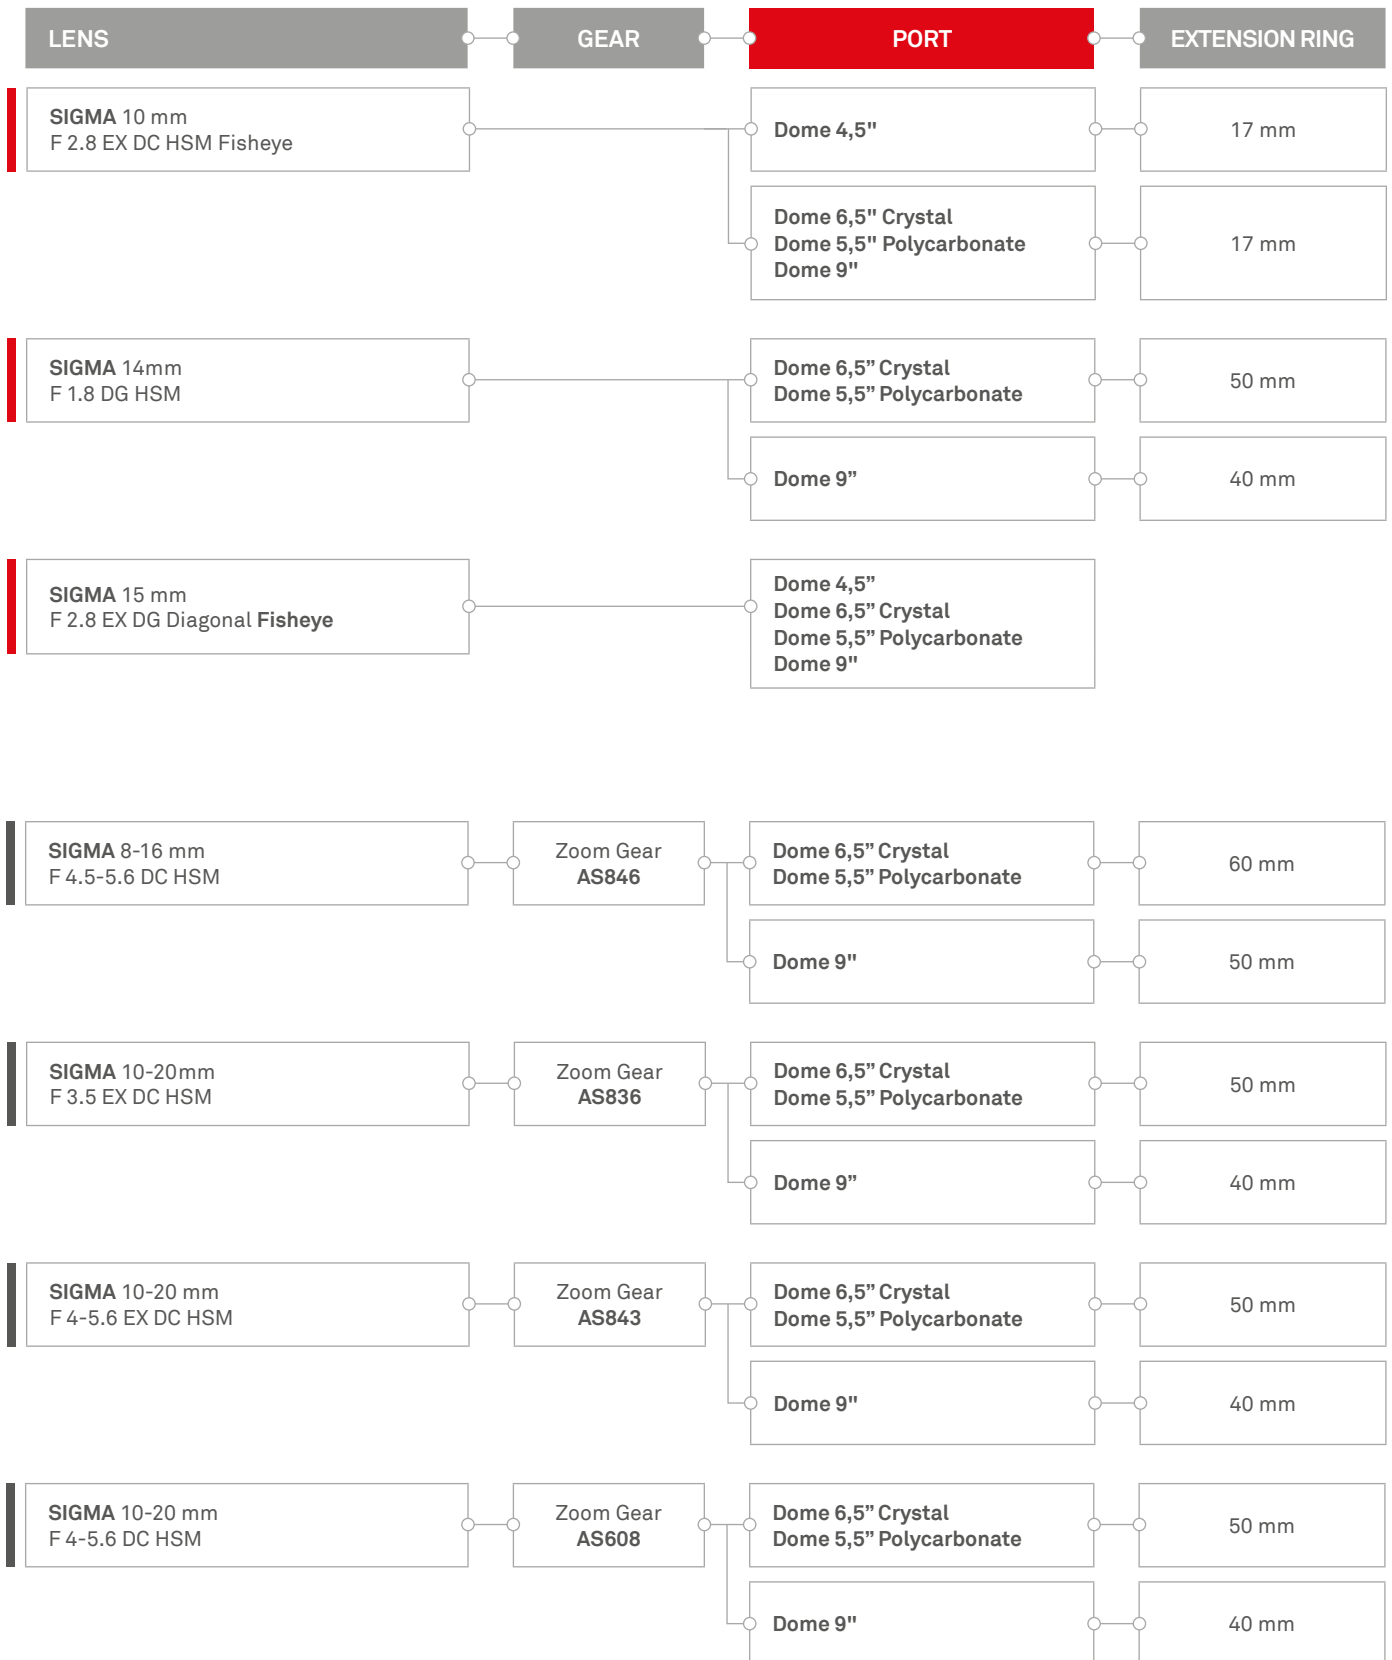 LENS
GEAR
PORT
EXTENSION RING
SIGMA 10 mm
F 2.8 EX DC HSM Fisheye
Dome 4,5"
17 mm
Dome 6,5" Crystal
Dome 5,5" Polycarbonate
Dome 9"
17 mm
SIGMA 14mm
F 1.8 DG HSM
Dome 6,5” Crystal
Dome 5,5” Polycarbonate
50 mm
Dome 9”
40 mm
SIGMA 15 mm
F 2.8 EX DG Diagonal Fisheye
Dome 4,5”
Dome 6,5” Crystal
Dome 5,5” Polycarbonate
Dome 9"
SIGMA 8-16 mm
F 4.5-5.6 DC HSM
Zoom Gear
AS846
Dome 6,5” Crystal
Dome 5,5” Polycarbonate
60 mm
Dome 9"
50 mm
SIGMA 10-20mm
F 3.5 EX DC HSM
Zoom Gear
AS836
Dome 6,5” Crystal
Dome 5,5” Polycarbonate
50 mm
Dome 9”
40 mm
SIGMA 10-20 mm
F 4-5.6 EX DC HSM
Zoom Gear
AS843
Dome 6,5” Crystal
Dome 5,5” Polycarbonate
50 mm
Dome 9"
40 mm
SIGMA 10-20 mm
F 4-5.6 DC HSM
Zoom Gear
AS608
Dome 6,5” Crystal
Dome 5,5” Polycarbonate
50 mm
Dome 9"
40 mm